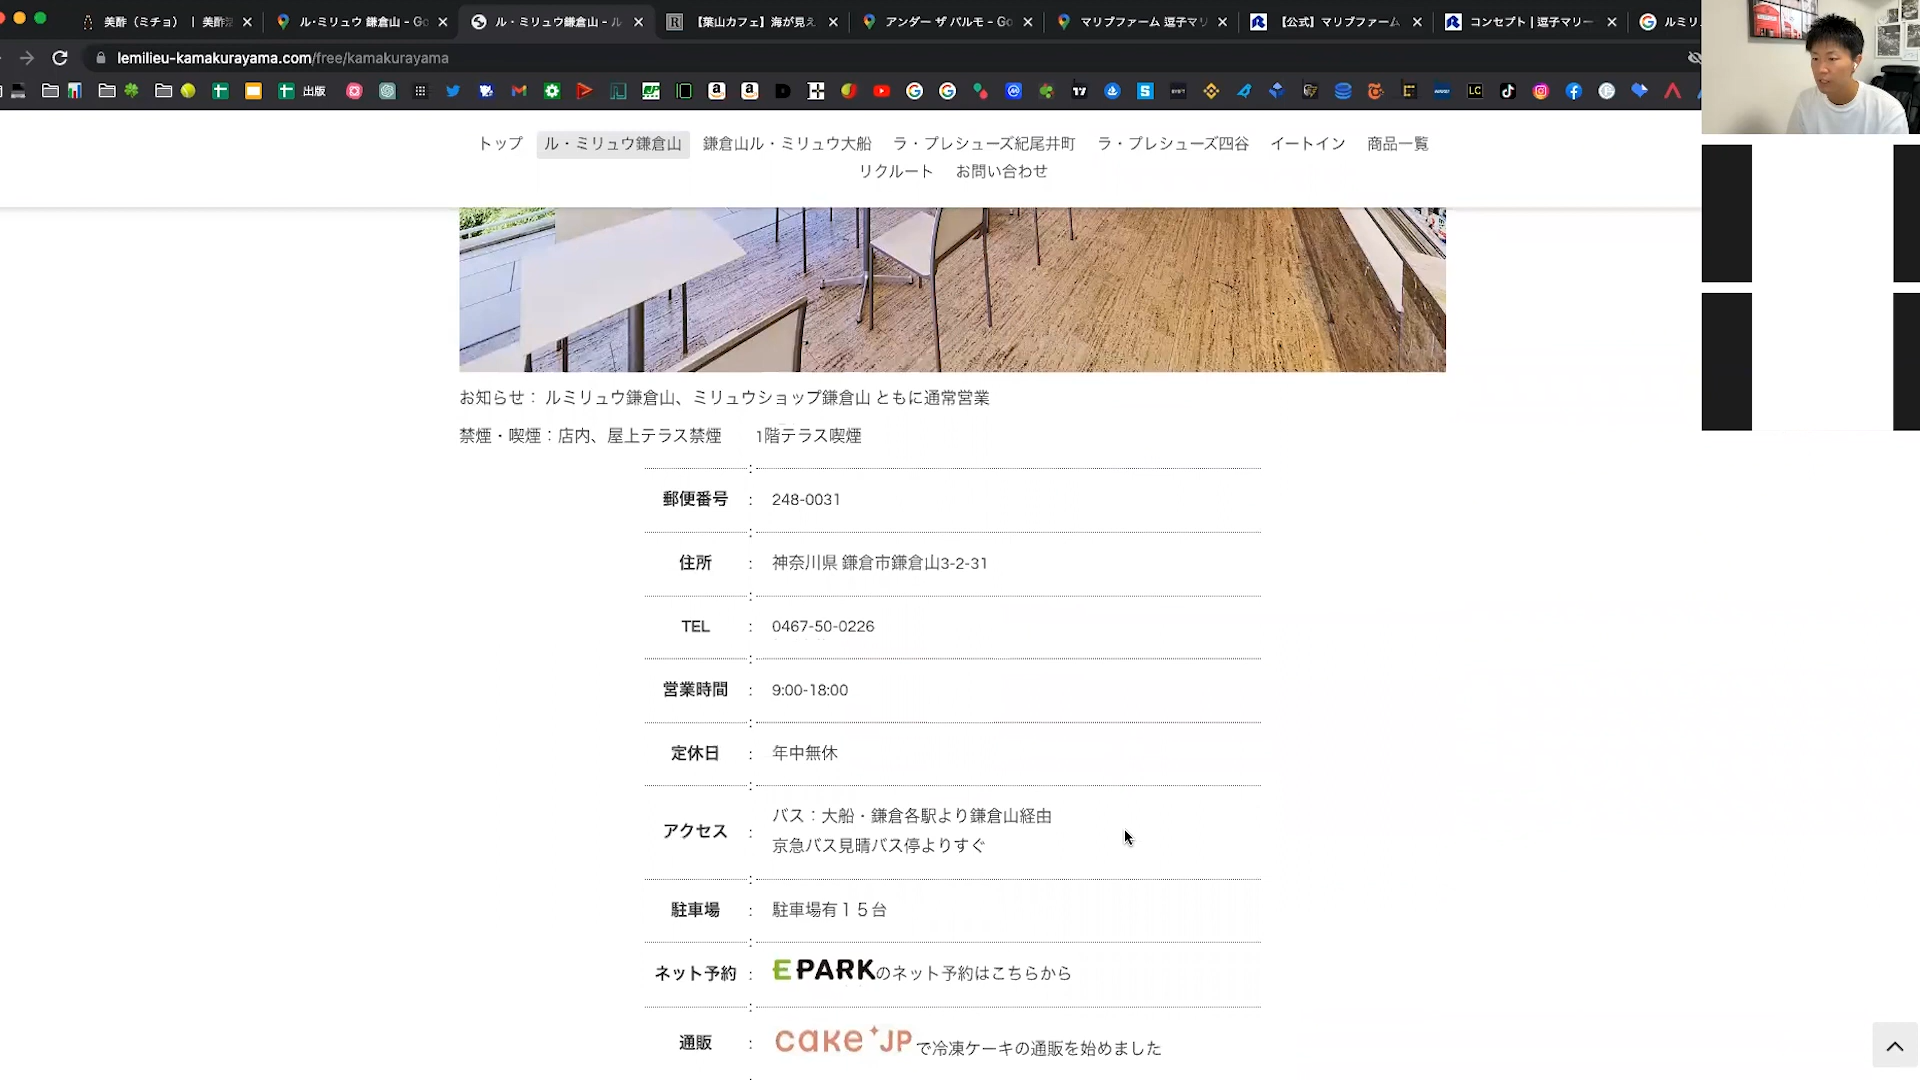 美酢（ミチョ） | 美酢
ル･ミリュウ 鎌倉山 - Go
ル・ミリュウ鎌倉山 - ル
【葉山カフェ】海が見え
アンダー ザ パルモ - Go
マリブファーム 逗子マリ
【公式】マリブファーム
コンセプト | 逗子マリー
ルミリ
lemilieu-kamakurayama.com/free/kamakurayama
出版
トップ ル・ミリュウ鎌倉山 鎌倉山ル・ミリュウ大船 ラ・プレシューズ紀尾井町 ラ・プレシューズ四谷 イートイン 商品一覧
リクルート お問い合わせ
お知らせ： ルミリュウ鎌倉山、ミリュウショップ鎌倉山 ともに通常営業
禁煙・喫煙：店内、屋上テラス禁煙 1階テラス喫煙
郵便番号 : 248-0031
住所 : 神奈川県 鎌倉市鎌倉山3-2-31
TEL : 0467-50-0226
営業時間 : 9:00-18:00
定休日 : 年中無休
アクセス : バス：大船・鎌倉各駅より鎌倉山経由
京急バス見晴バス停よりすぐ
駐車場 : 駐車場有１５台
ネット予約 : EPARKのネット予約はこちらから
通販 : cake JPで冷凍ケーキの通販を始めました